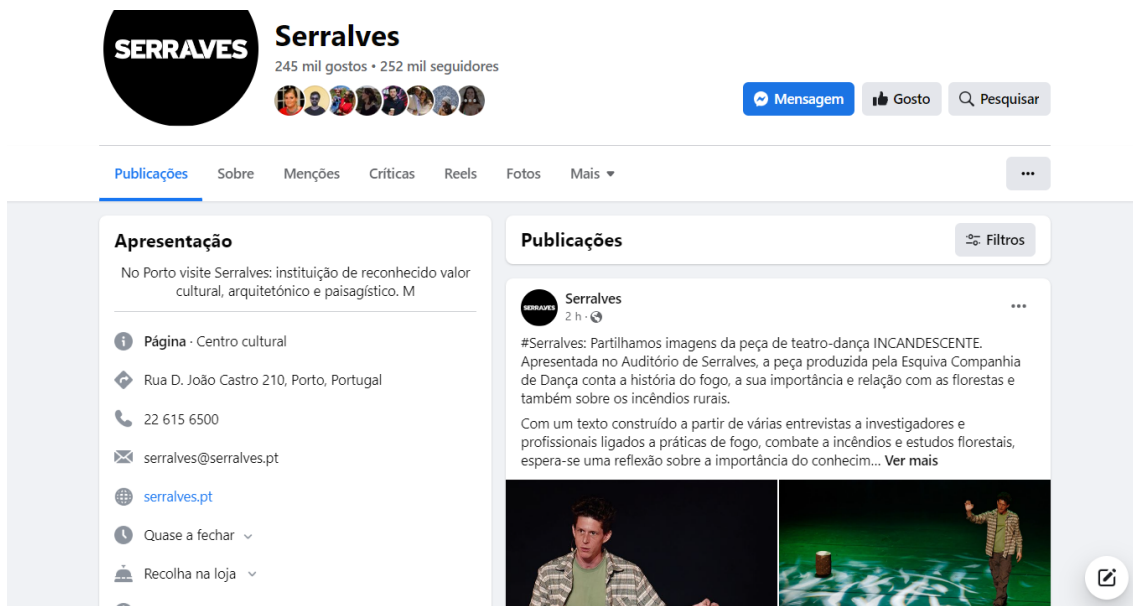 SERRALVES
Serralves
245 mil gostos • 252 mil seguidores
Mensagem
Gosto
Pesquisar
Publicações
Sobre
Menções
Críticas
Reels
Fotos
Mais
Apresentação
No Porto visite Serralves: instituição de reconhecido valor
cultural, arquitetónico e paisagístico. M
Página · Centro cultural
Rua D. João Castro 210, Porto, Portugal
22 615 6500
serralves@serralves.pt
serralves.pt
Quase a fechar
Recolha na loja
Publicações
Filtros
SERRALVES
Serralves
2 h ·
#Serralves: Partilhamos imagens da peça de teatro-dança INCANDESCENTE.
Apresentada no Auditório de Serralves, a peça produzida pela Esquiva Companhia
de Dança conta a história do fogo, a sua importância e relação com as florestas e
também sobre os incêndios rurais.
Com um texto construído a partir de várias entrevistas a investigadores e
profissionais ligados a práticas de fogo, combate a incêndios e estudos florestais,
espera-se uma reflexão sobre a importância do conhecim... Ver mais